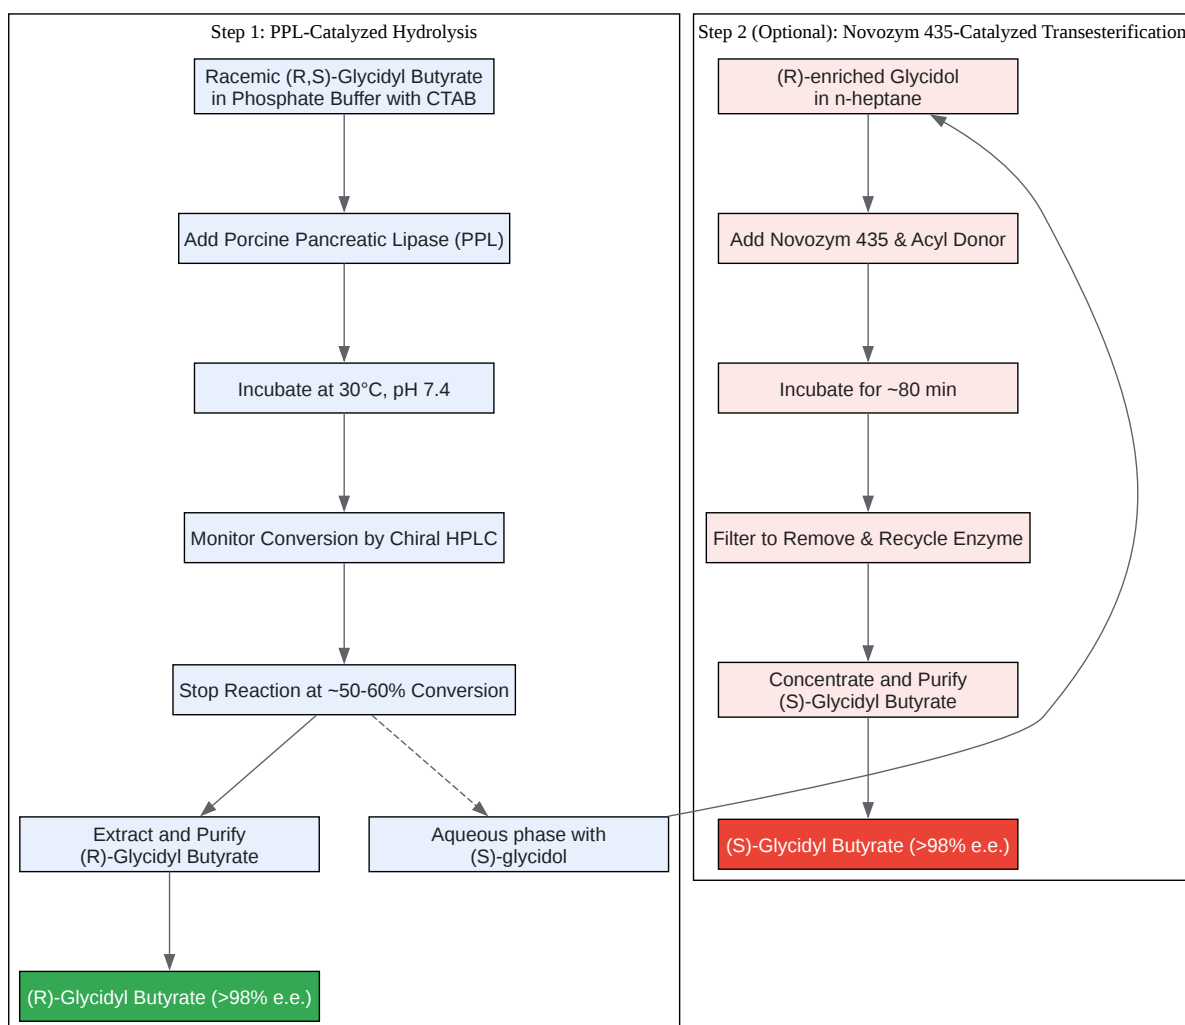 Step 1: PPL-Catalyzed Hydrolysis
Racemic (R,S)-Glycidyl Butyrate
in Phosphate Buffer with CTAB
Add Porcine Pancreatic Lipase (PPL)
Incubate at 30°C, pH 7.4
Monitor Conversion by Chiral HPLC
Stop Reaction at ~50-60% Conversion
Extract and Purify
(R)-Glycidyl Butyrate
Aqueous phase with
(S)-glycidol
(R)-Glycidyl Butyrate (>98% e.e.)
Step 2 (Optional): Novozym 435-Catalyzed Transesterification
(R)-enriched Glycidol
in n-heptane
Add Novozym 435 & Acyl Donor
Incubate for ~80 min
Filter to Remove & Recycle Enzyme
Concentrate and Purify
(S)-Glycidyl Butyrate
(S)-Glycidyl Butyrate (>98% e.e.)